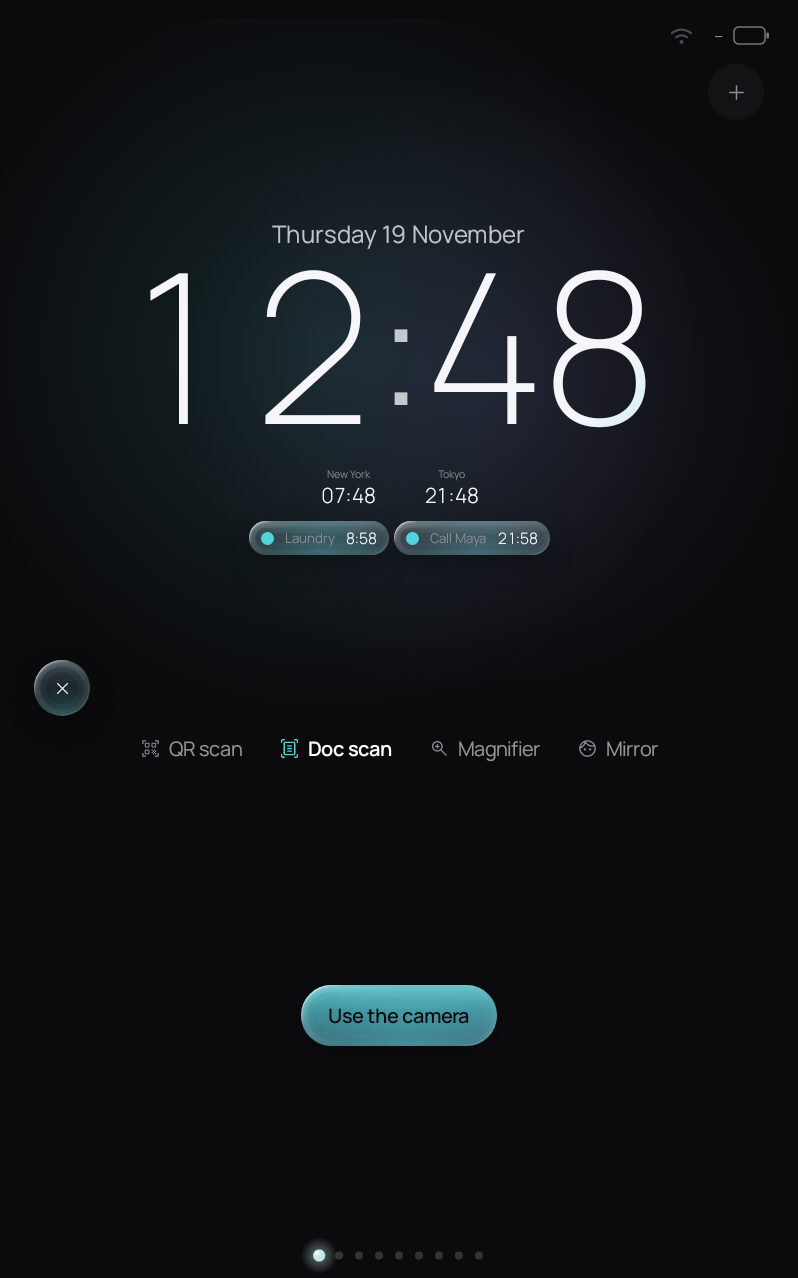 Thursday 19 November
12:48
New York Tokyo
07:48 21:48
Laundry 8:58 Call Maya 21:58
QR scan Doc scan Magnifier Mirror
Use the camera